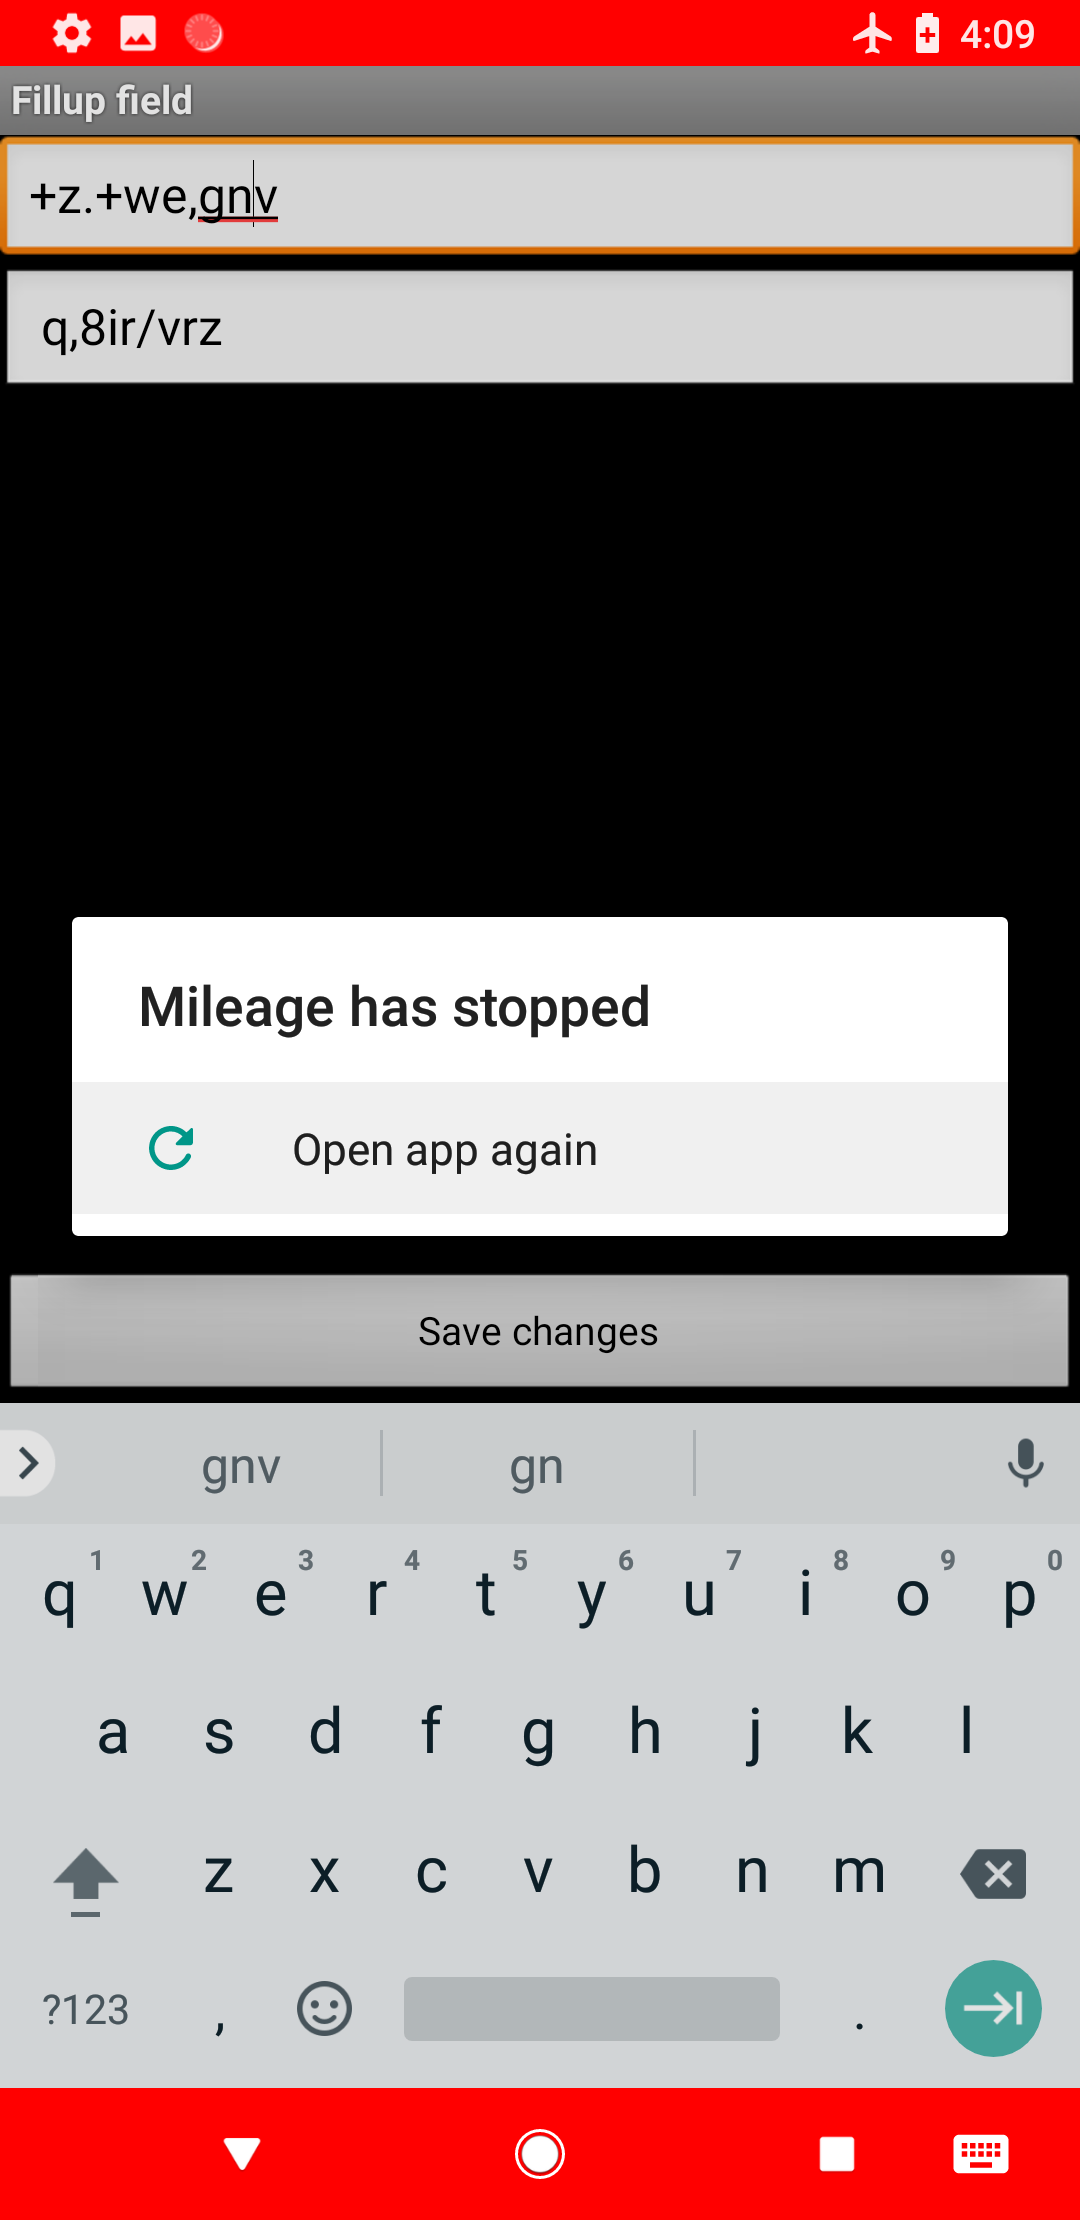 4:09
Fillup field
+z.+we,gnv
q,8ir/vrz
Mileage has stopped
Open app again
Save changes
gnv gn
1 2 3 4 5 6 7 8 9 0
q w e r t y u i o p
a s d f g h j k l
z x c v b n m
?123 , .